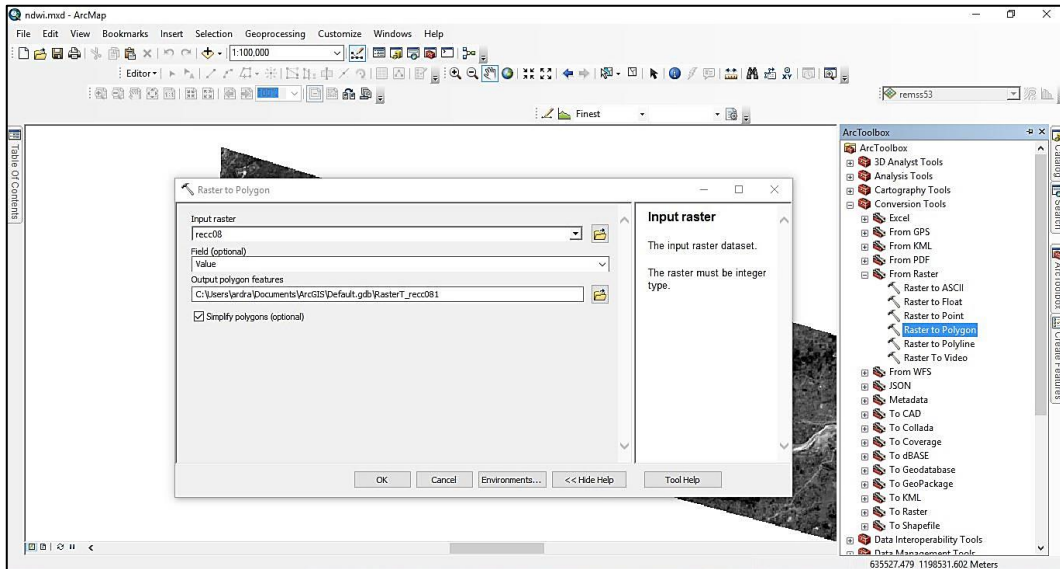 ndwi.mxd - ArcMap
File Edit View Bookmarks Insert Selection Geoprocessing Customize Windows Help
1:100,000
Editor
remss53
Finest
Table Of Contents
Raster to Polygon
Input raster
recc08
Field (optional)
Value
Output polygon features
C:\Users\ardra\Documents\ArcGIS\Default.gdb\RasterT_recc081
Simplify polygons (optional)
Input raster
The input raster dataset.
The raster must be integer
type.
OK Cancel Environments... << Hide Help Tool Help
ArcToolbox
ArcToolbox
3D Analyst Tools
Analysis Tools
Cartography Tools
Conversion Tools
Excel
From GPS
From KML
From PDF
From Raster
Raster to ASCII
Raster to Float
Raster to Point
Raster to Polygon
Raster to Polyline
Raster To Video
From WFS
JSON
Metadata
To CAD
To Collada
To Coverage
To dBASE
To Geodatabase
To GeoPackage
To KML
To Raster
To Shapefile
Data Interoperability Tools
Data Management Tools
Catalog
Search
ArcToolbox
Create Features
635527.479 1198531.602 Meters